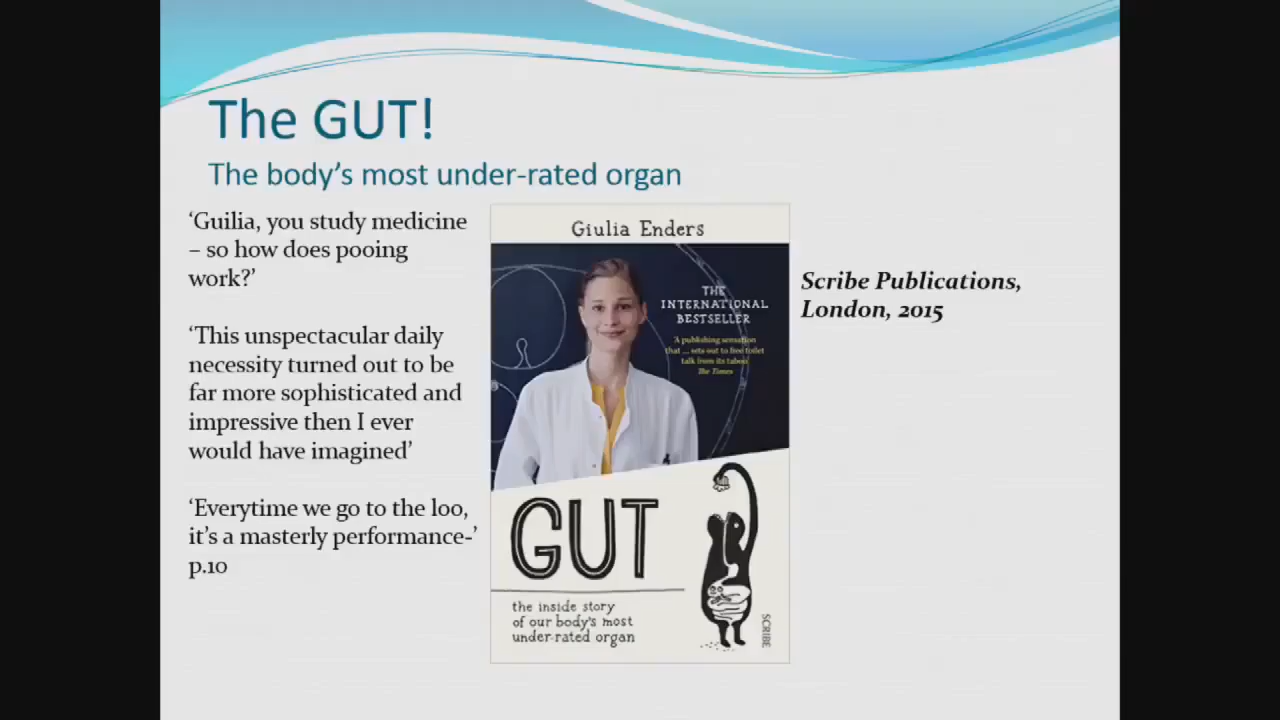 The GUT!
The body's most under-rated organ
‘Guilia, you study medicine
– so how does pooing
work?’
‘This unspectacular daily
necessity turned out to be
far more sophisticated and
impressive then I ever
would have imagined’
‘Everytime we go to the loo,
it’s a masterly performance-’
p.10
Giulia Enders
THE
INTERNATIONAL
BESTSELLER
‘A publishing sensation
that ... sets out to free toilet
talk from its taboo’
The Times
GUT
the inside story
of our body's most
under-rated organ
SCRIBE
Scribe Publications,
London, 2015